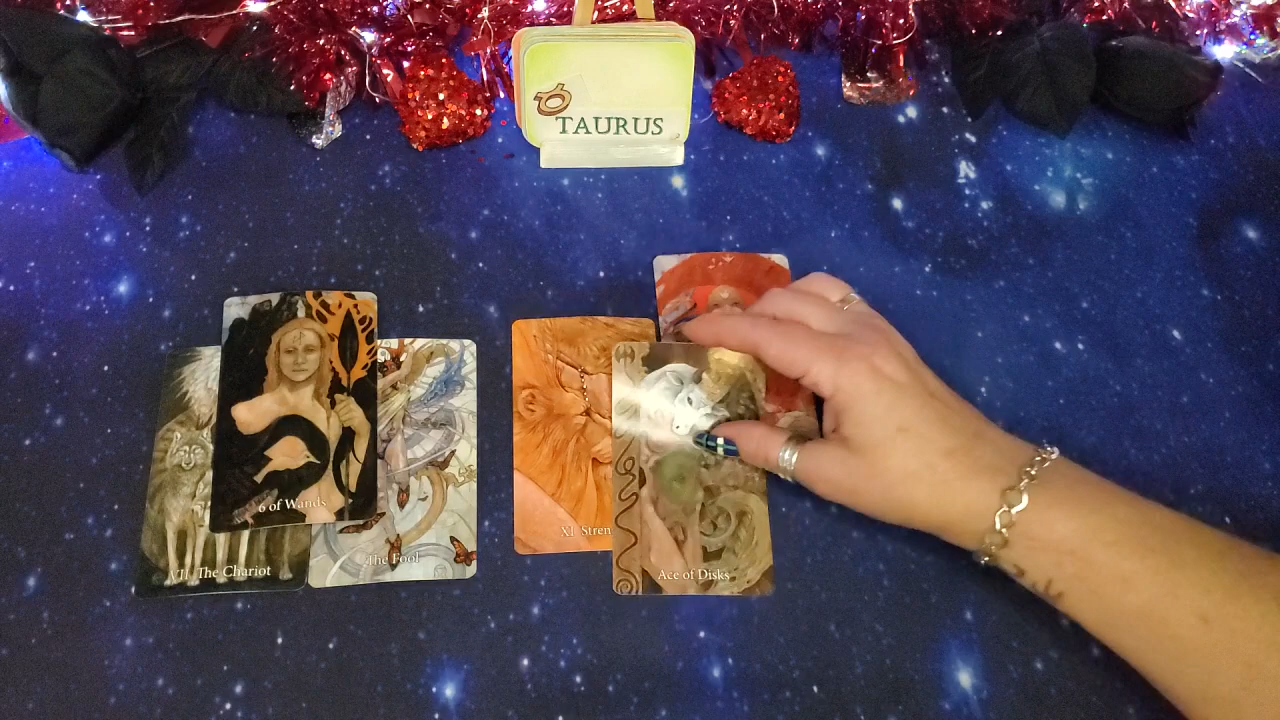 TAURUS
6 of Wands
VII The Chariot
The Fool
XI Stren
Ace of Disks